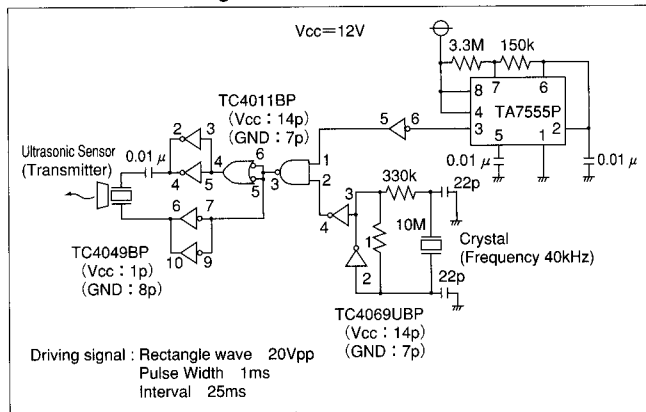 Vcc=12V
3.3M
150k
7
6
8
4
TA7555P
3
5
1
2
0.01 μ
0.01 μ
TC4011BP
(Vcc : 14p)
(GND : 7p)
5
6
2
3
4
5
4
6
5
3
1
2
Ultrasonic Sensor
(Transmitter)
0.01 μ
6
7
10
9
TC4049BP
(Vcc : 1p)
(GND : 8p)
330k
22p
3
4
10M
1
2
Crystal
(Frequency 40kHz)
22p
TC4069UBP
(Vcc : 14p)
(GND : 7p)
Driving signal : Rectangle wave 20Vpp
Pulse Width 1ms
Interval 25ms